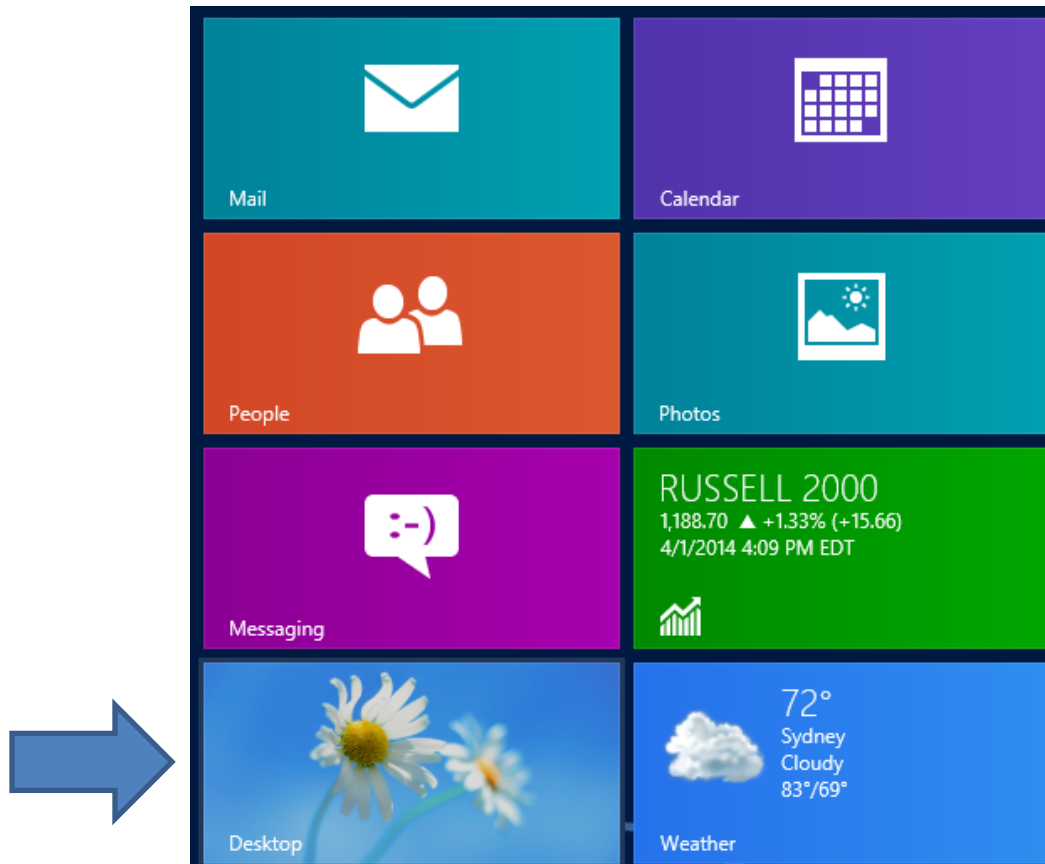 Mail
Calendar
People
Photos
:-)
Messaging
RUSSELL 2000
1,188.70 ▲ +1.33% (+15.66)
4/1/2014 4:09 PM EDT
Desktop
72°
Sydney
Cloudy
83°/69°
Weather